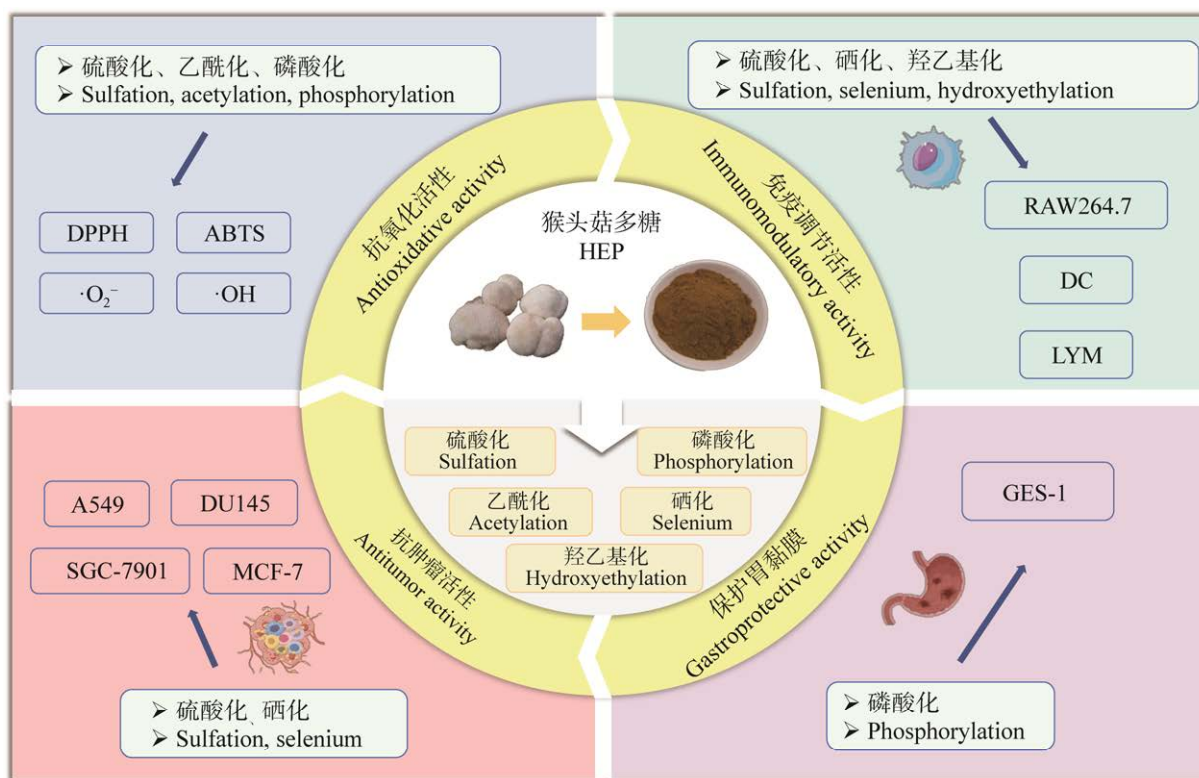 ➢ 硫酸化、乙酰化、磷酸化
➢ Sulfation, acetylation, phosphorylation
DPPH
ABTS
·O₂⁻
·OH
➢ 硫酸化、硒化、羟乙基化
➢ Sulfation, selenium, hydroxyethylation
RAW264.7
DC
LYM
抗氧化活性
Antioxidative activity
免疫调节活性
Immunomodulatory activity
猴头菇多糖
HEP
硫酸化
Sulfation
磷酸化
Phosphorylation
乙酰化
Acetylation
硒化
Selenium
羟乙基化
Hydroxyethylation
抗肿瘤活性
Antitumor activity
保护胃黏膜
Gastroprotective activity
A549
DU145
SGC-7901
MCF-7
➢ 硫酸化、硒化
➢ Sulfation, selenium
GES-1
➢ 磷酸化
➢ Phosphorylation